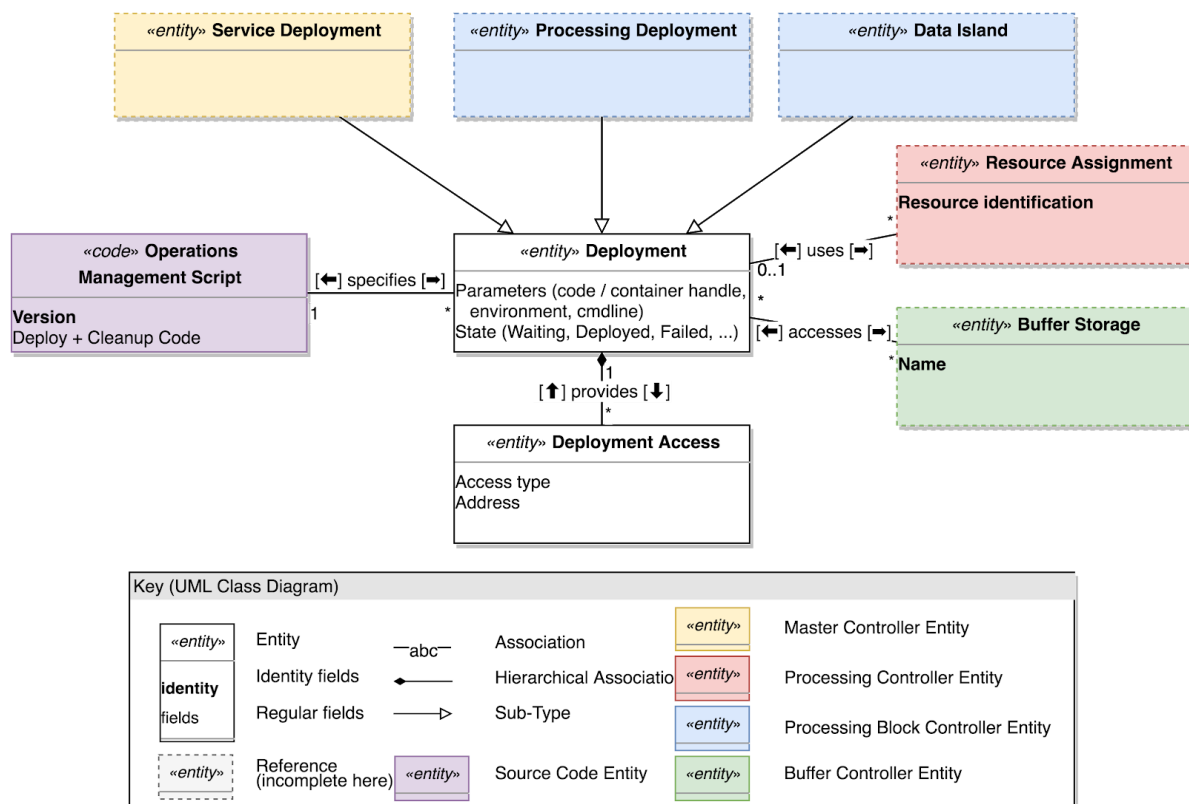 «entity» Service Deployment
«entity» Processing Deployment
«entity» Data Island
«entity» Resource Assignment
Resource identification
«code» Operations
Management Script
Version
Deploy + Cleanup Code
[⬅] specifies [➡]
1
*
«entity» Deployment
Parameters (code / container handle,
environment, cmdline)
State (Waiting, Deployed, Failed, ...)
[⬅] uses [➡]
0..1
*
[⬅] accesses [➡]
*
*
«entity» Buffer Storage
Name
1
[⬆] provides [⬇]
*
«entity» Deployment Access
Access type
Address
Key (UML Class Diagram)
«entity»
identity
fields
Entity
Identity fields
Regular fields
«entity»
Reference
(incomplete here)
abc
Association
Hierarchical Associatio
Sub-Type
«entity»
Source Code Entity
«entity»
Master Controller Entity
«entity»
Processing Controller Entity
«entity»
Processing Block Controller Entity
«entity»
Buffer Controller Entity